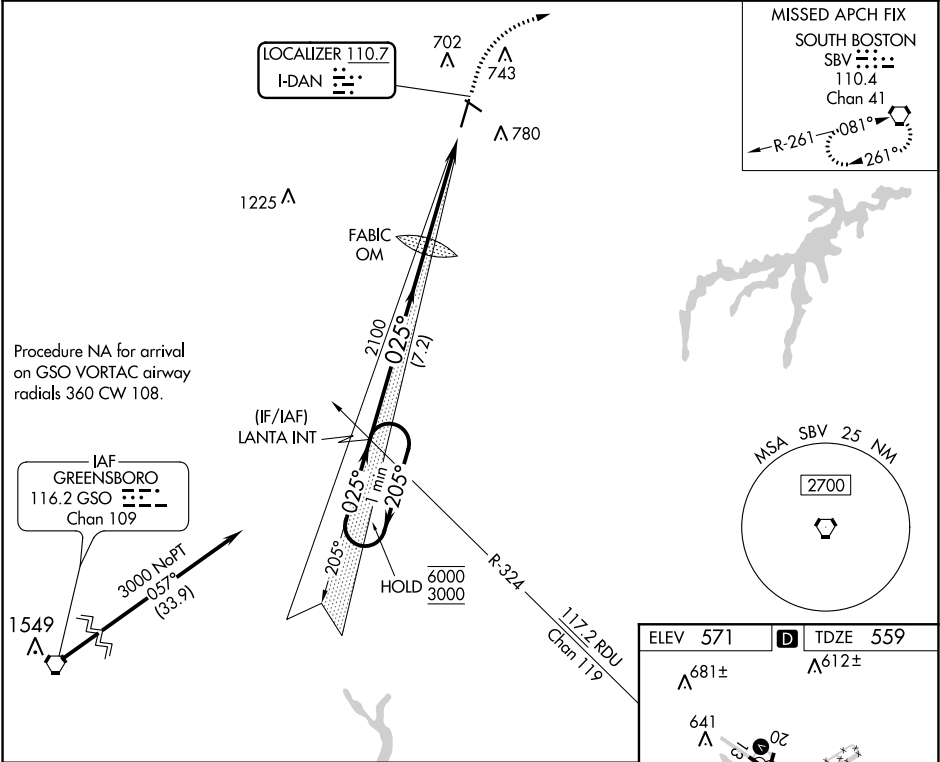 LOCALIZER 110.7
I-DAN
702
743
780
MISSED APCH FIX
SOUTH BOSTON
SBV
110.4
Chan 41
R-261
081°
261°
1225
FABIC
OM
2100
025°
(7.2)
Procedure NA for arrival
on GSO VORTAC airway
radials 360 CW 108.
(IF/IAF)
LANTA INT
025°
1 min
205°
205°
HOLD
6000
3000
IAF
GREENSBORO
116.2 GSO
Chan 109
3000 NoPT
057°
(33.9)
1549
R-324
117.2 RDU
Chan 119
MSA SBV 25 NM
2700
ELEV 571
D
TDZE 559
681±
612±
641
13
V
20